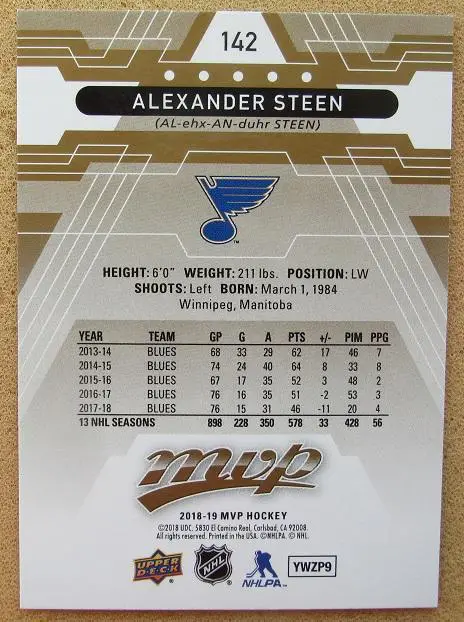 142
ALEXANDER STEEN
(AL-ehx-AN-duhr STEEN)
HEIGHT: 6'0" WEIGHT: 211 lbs. POSITION: LW
SHOOTS: Left BORN: March 1, 1984
Winnipeg, Manitoba
YEAR TEAM GP G A PTS +/- PIM PPG
2013-14 BLUES 68 33 29 62 17 46 7
2014-15 BLUES 74 24 40 64 8 33 8
2015-16 BLUES 67 17 35 52 3 48 2
2016-17 BLUES 76 16 35 51 -2 53 3
2017-18 BLUES 76 15 31 46 -11 20 4
13 NHL SEASONS 898 228 350 578 33 428 56
mvp
2018-19 MVP HOCKEY
©2018 UDC. 5830 El Camino Real, Carlsbad, CA 92008.
All rights reserved. Printed in the USA. ©NHLPA. © NHL.
UPPER DECK NHL NHLPA YWZP9